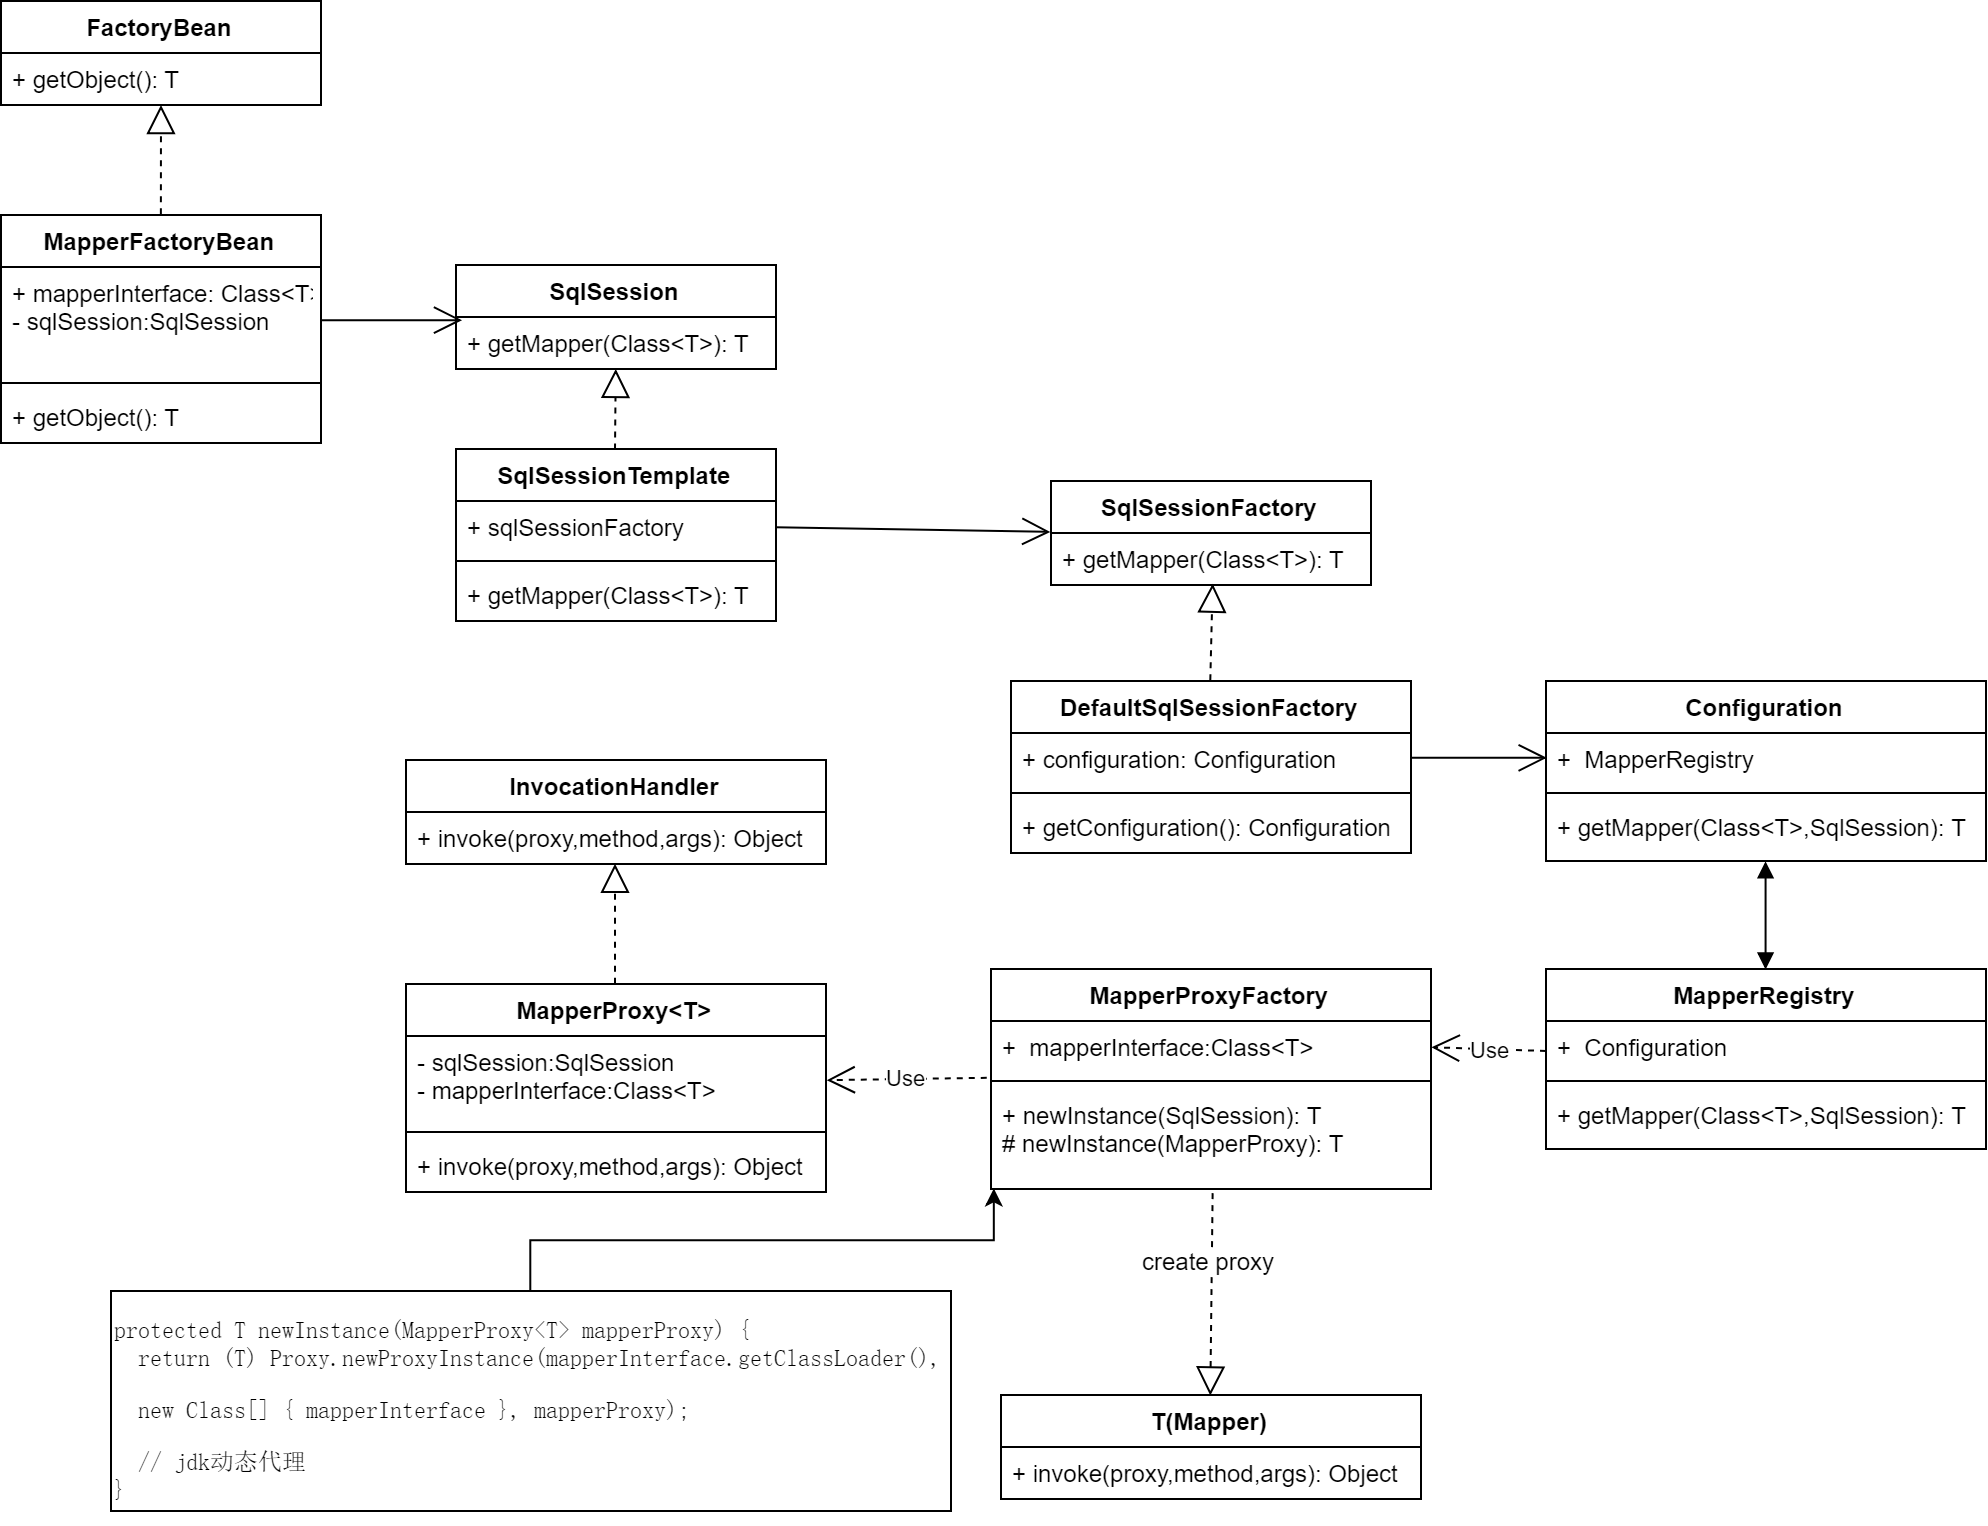 FactoryBean
+ getObject(): T
MapperFactoryBean
+ mapperInterface: Class<T>
- sqlSession:SqlSession
+ getObject(): T
SqlSession
+ getMapper(Class<T>): T
SqlSessionTemplate
+ sqlSessionFactory
+ getMapper(Class<T>): T
SqlSessionFactory
+ getMapper(Class<T>): T
DefaultSqlSessionFactory
+ configuration: Configuration
+ getConfiguration(): Configuration
Configuration
+  MapperRegistry
+ getMapper(Class<T>,SqlSession): T
InvocationHandler
+ invoke(proxy,method,args): Object
MapperProxy<T>
- sqlSession:SqlSession
- mapperInterface:Class<T>
+ invoke(proxy,method,args): Object
Use
MapperProxyFactory
+  mapperInterface:Class<T>
+ newInstance(SqlSession): T
# newInstance(MapperProxy): T
Use
MapperRegistry
+  Configuration
+ getMapper(Class<T>,SqlSession): T
create proxy
protected T newInstance(MapperProxy<T> mapperProxy) {
  return (T) Proxy.newProxyInstance(mapperInterface.getClassLoader(),
  new Class[] { mapperInterface }, mapperProxy);
  // jdk动态代理
}
T(Mapper)
+ invoke(proxy,method,args): Object